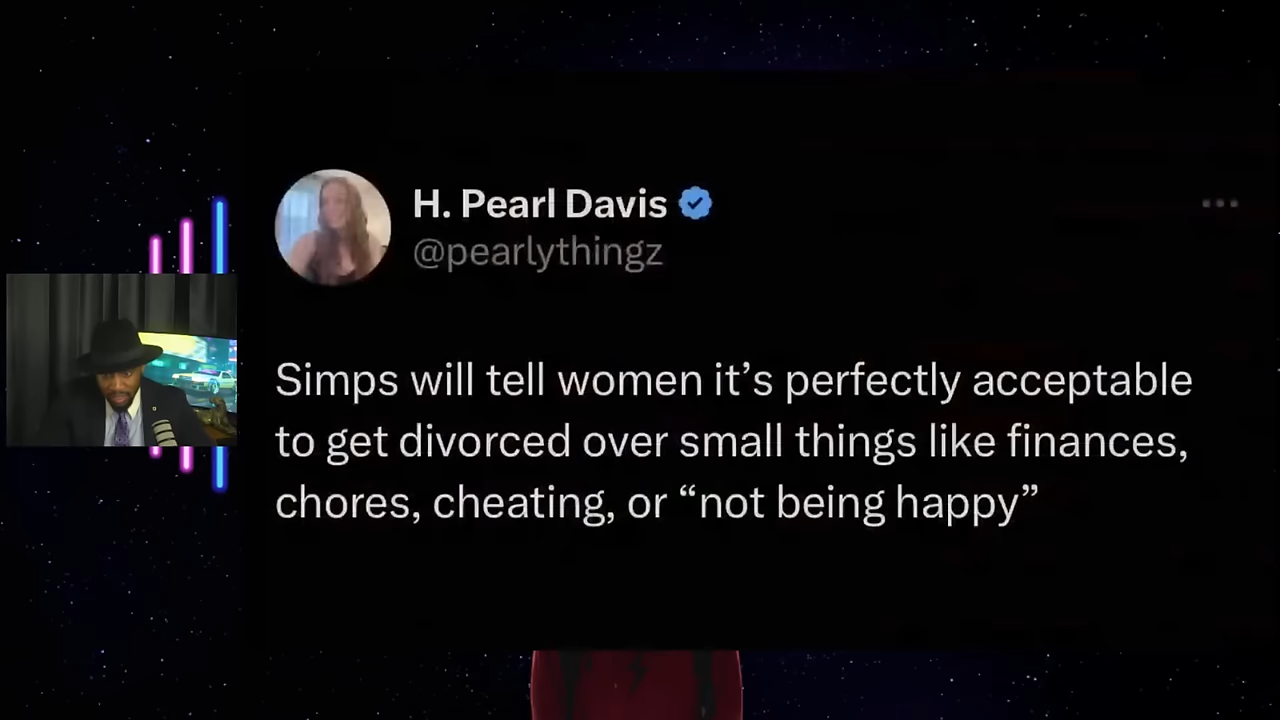 H. Pearl Davis
@pearlythingz
Simps will tell women it’s perfectly acceptable
to get divorced over small things like finances,
chores, cheating, or “not being happy”